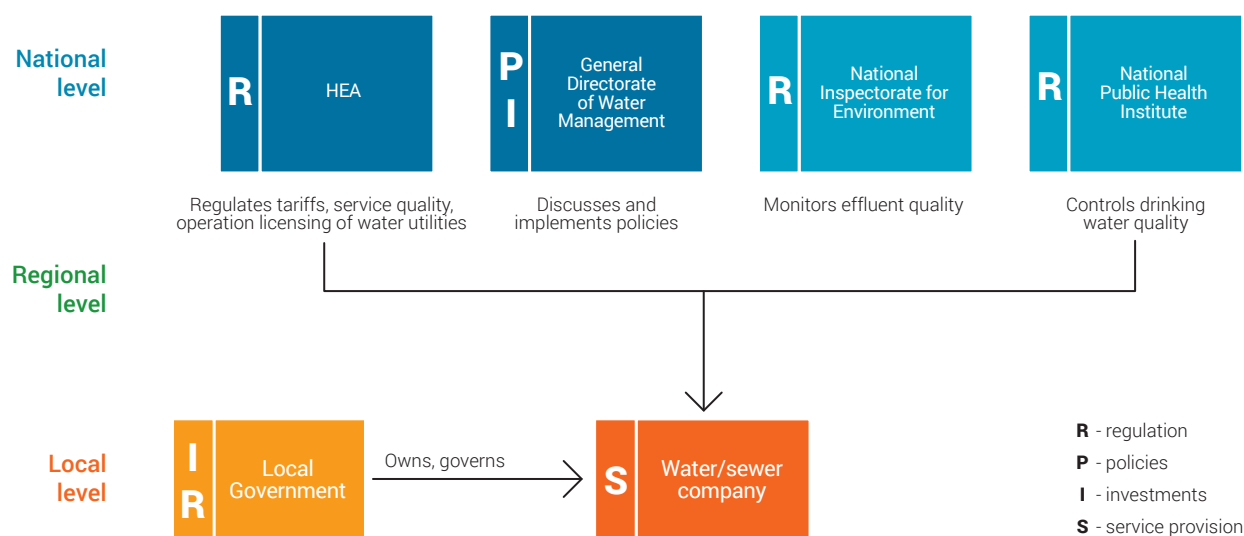 National
level
R
HEA
P
I
General
Directorate
of Water
Management
R
National
Inspectorate for
Environment
R
National
Public Health
Institute
Regulates tariffs, service quality,
operation licensing of water utilities
Discusses and
implements policies
Monitors effluent quality
Controls drinking
water quality
Regional
level
Local
level
I
R
Local
Government
Owns, governs
S
Water/sewer
company
R - regulation
P - policies
I - investments
S - service provision